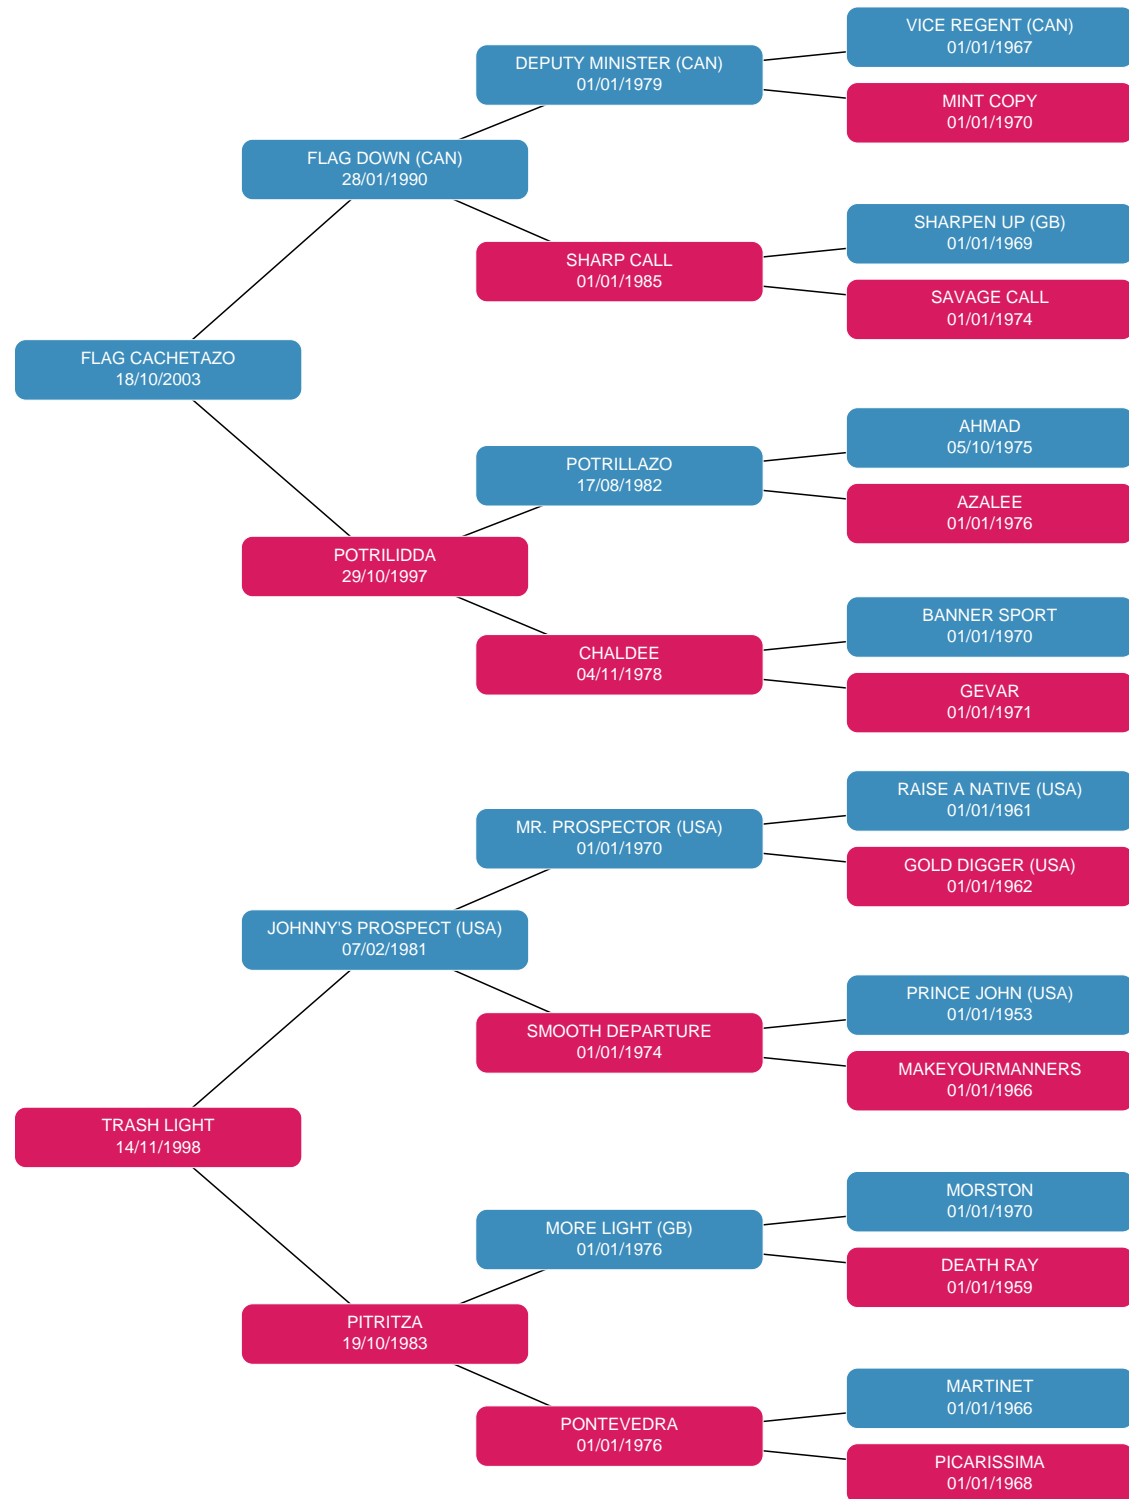 VICE REGENT (CAN)
01/01/1967
DEPUTY MINISTER (CAN)
01/01/1979
MINT COPY
01/01/1970
FLAG DOWN (CAN)
28/01/1990
SHARPEN UP (GB)
01/01/1969
SHARP CALL
01/01/1985
SAVAGE CALL
01/01/1974
FLAG CACHETAZO
18/10/2003
AHMAD
05/10/1975
POTRILLAZO
17/08/1982
AZALEE
01/01/1976
POTRILIDDA
29/10/1997
BANNER SPORT
01/01/1970
CHALDEE
04/11/1978
GEVAR
01/01/1971
RAISE A NATIVE (USA)
01/01/1961
MR. PROSPECTOR (USA)
01/01/1970
GOLD DIGGER (USA)
01/01/1962
JOHNNY'S PROSPECT (USA)
07/02/1981
PRINCE JOHN (USA)
01/01/1953
SMOOTH DEPARTURE
01/01/1974
MAKEYOURMANNERS
01/01/1966
TRASH LIGHT
14/11/1998
MORSTON
01/01/1970
MORE LIGHT (GB)
01/01/1976
DEATH RAY
01/01/1959
PITRITZA
19/10/1983
MARTINET
01/01/1966
PONTEVEDRA
01/01/1976
PICARISSIMA
01/01/1968